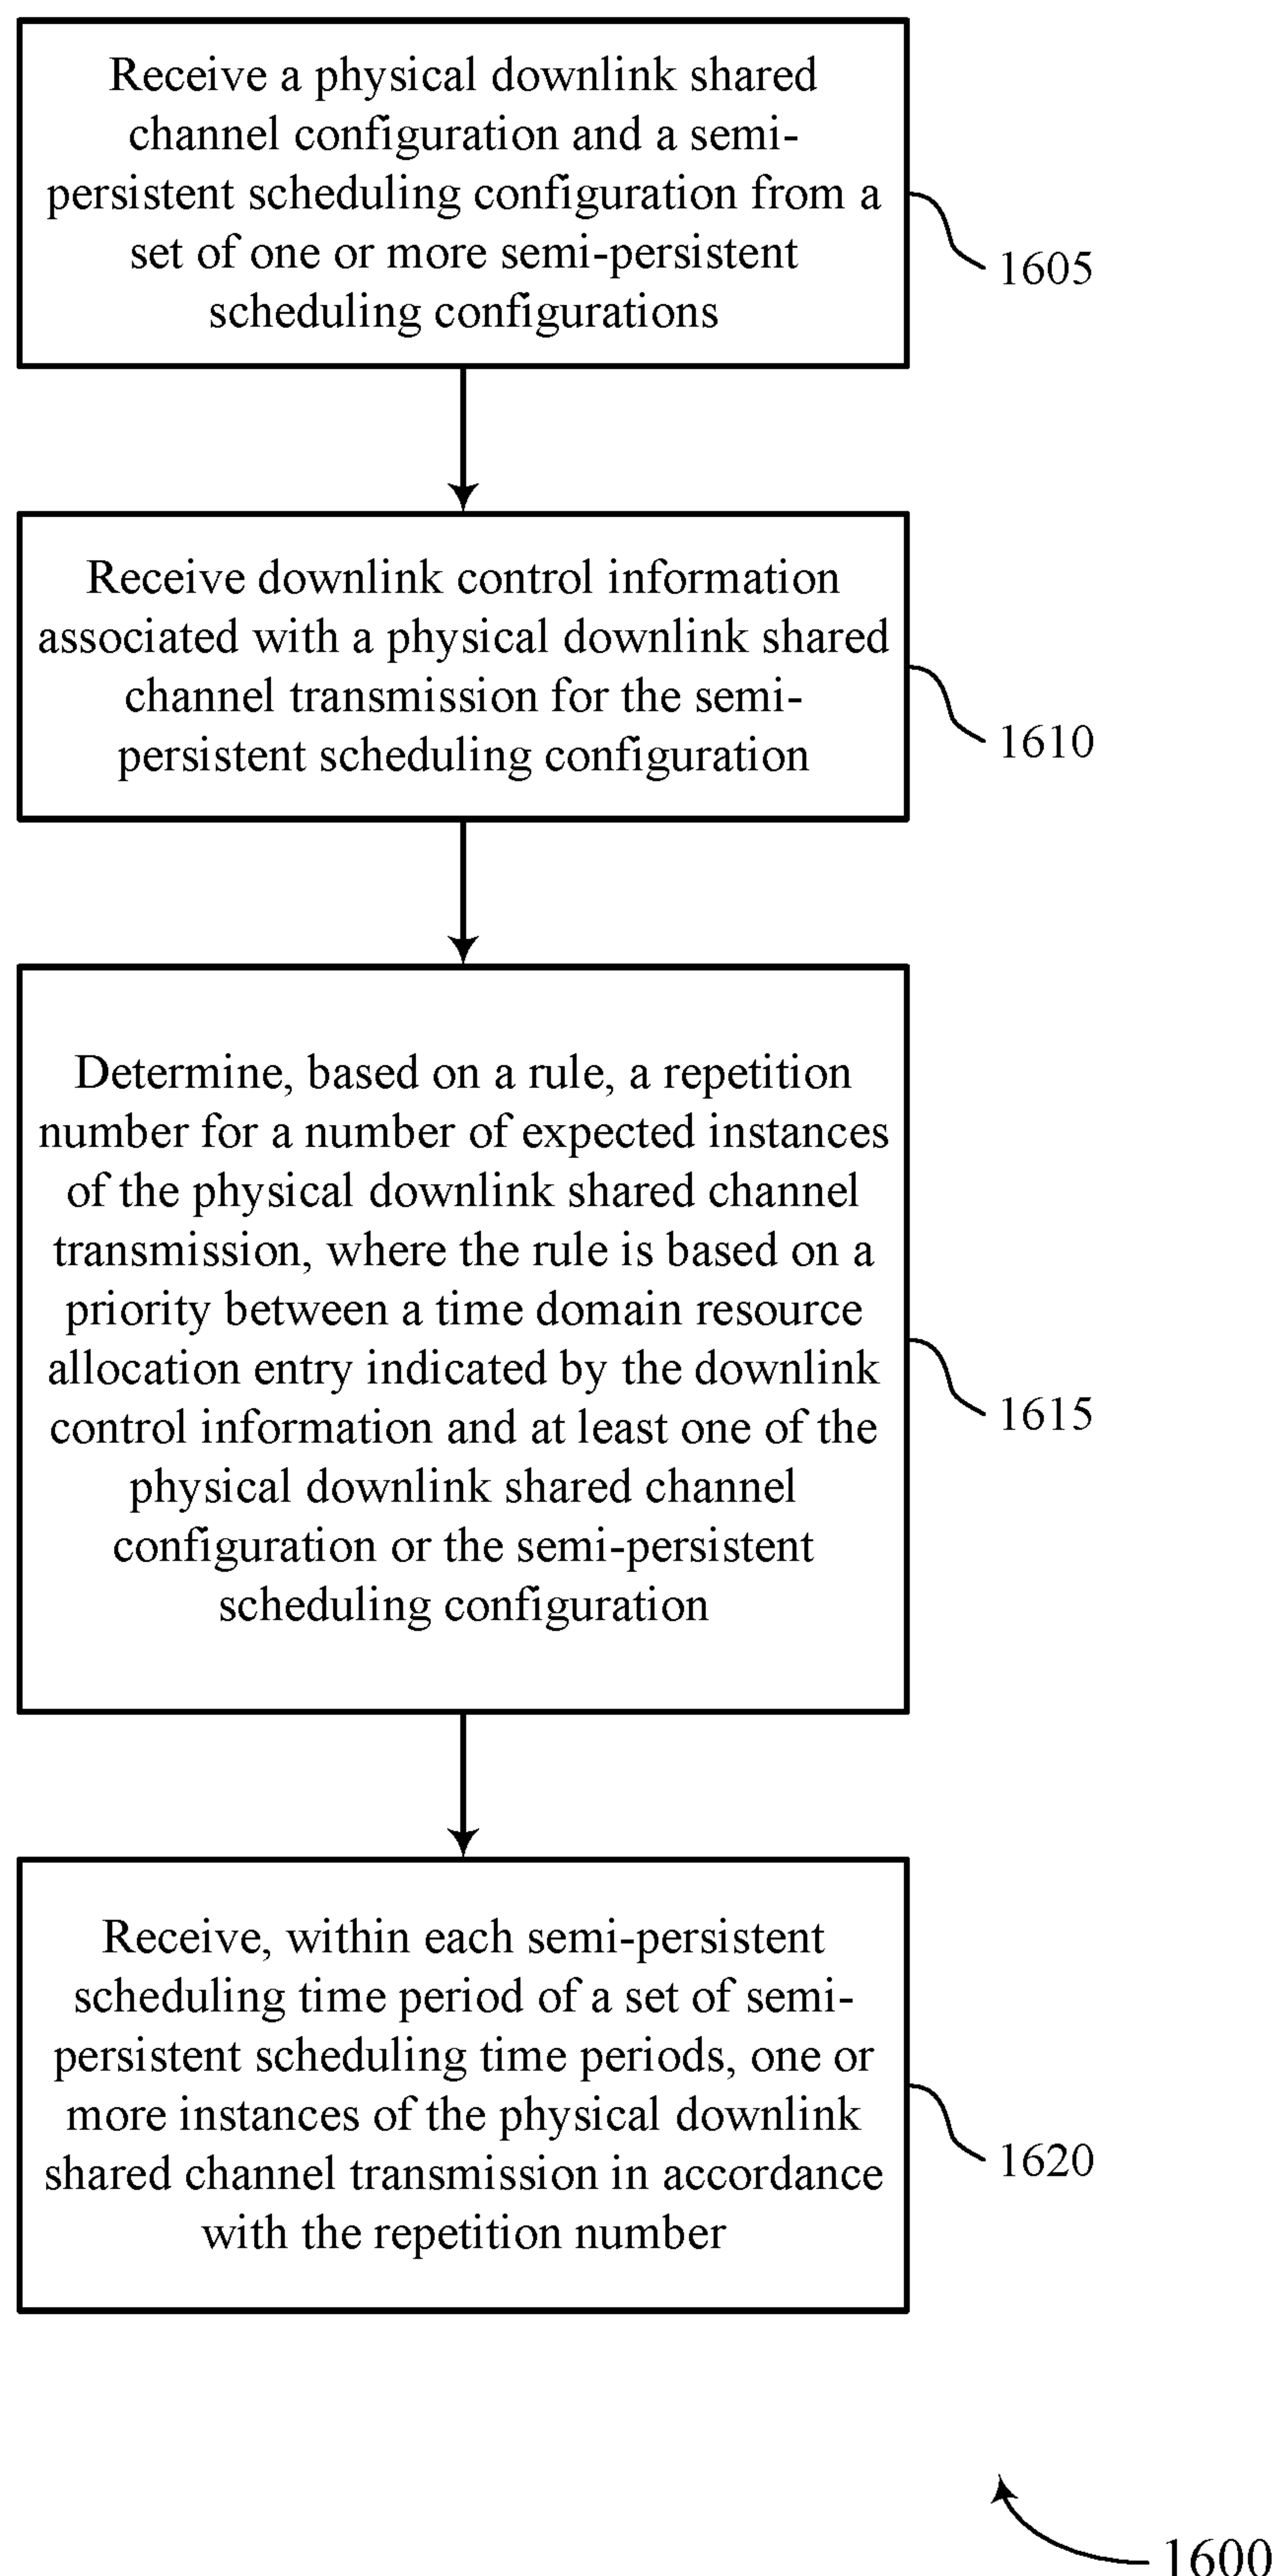 Receive a physical downlink shared
channel configuration and a semi-
persistent scheduling configuration from a
set of one or more semi-persistent
scheduling configurations
1605
Receive downlink control information
associated with a physical downlink shared
channel transmission for the semi-
persistent scheduling configuration
1610
Determine, based on a rule, a repetition
number for a number of expected instances
of the physical downlink shared channel
transmission, where the rule is based on a
priority between a time domain resource
allocation entry indicated by the downlink
control information and at least one of the
physical downlink shared channel
configuration or the semi-persistent
scheduling configuration
1615
Receive, within each semi-persistent
scheduling time period of a set of semi-
persistent scheduling time periods, one or
more instances of the physical downlink
shared channel transmission in accordance
with the repetition number
1620
1600